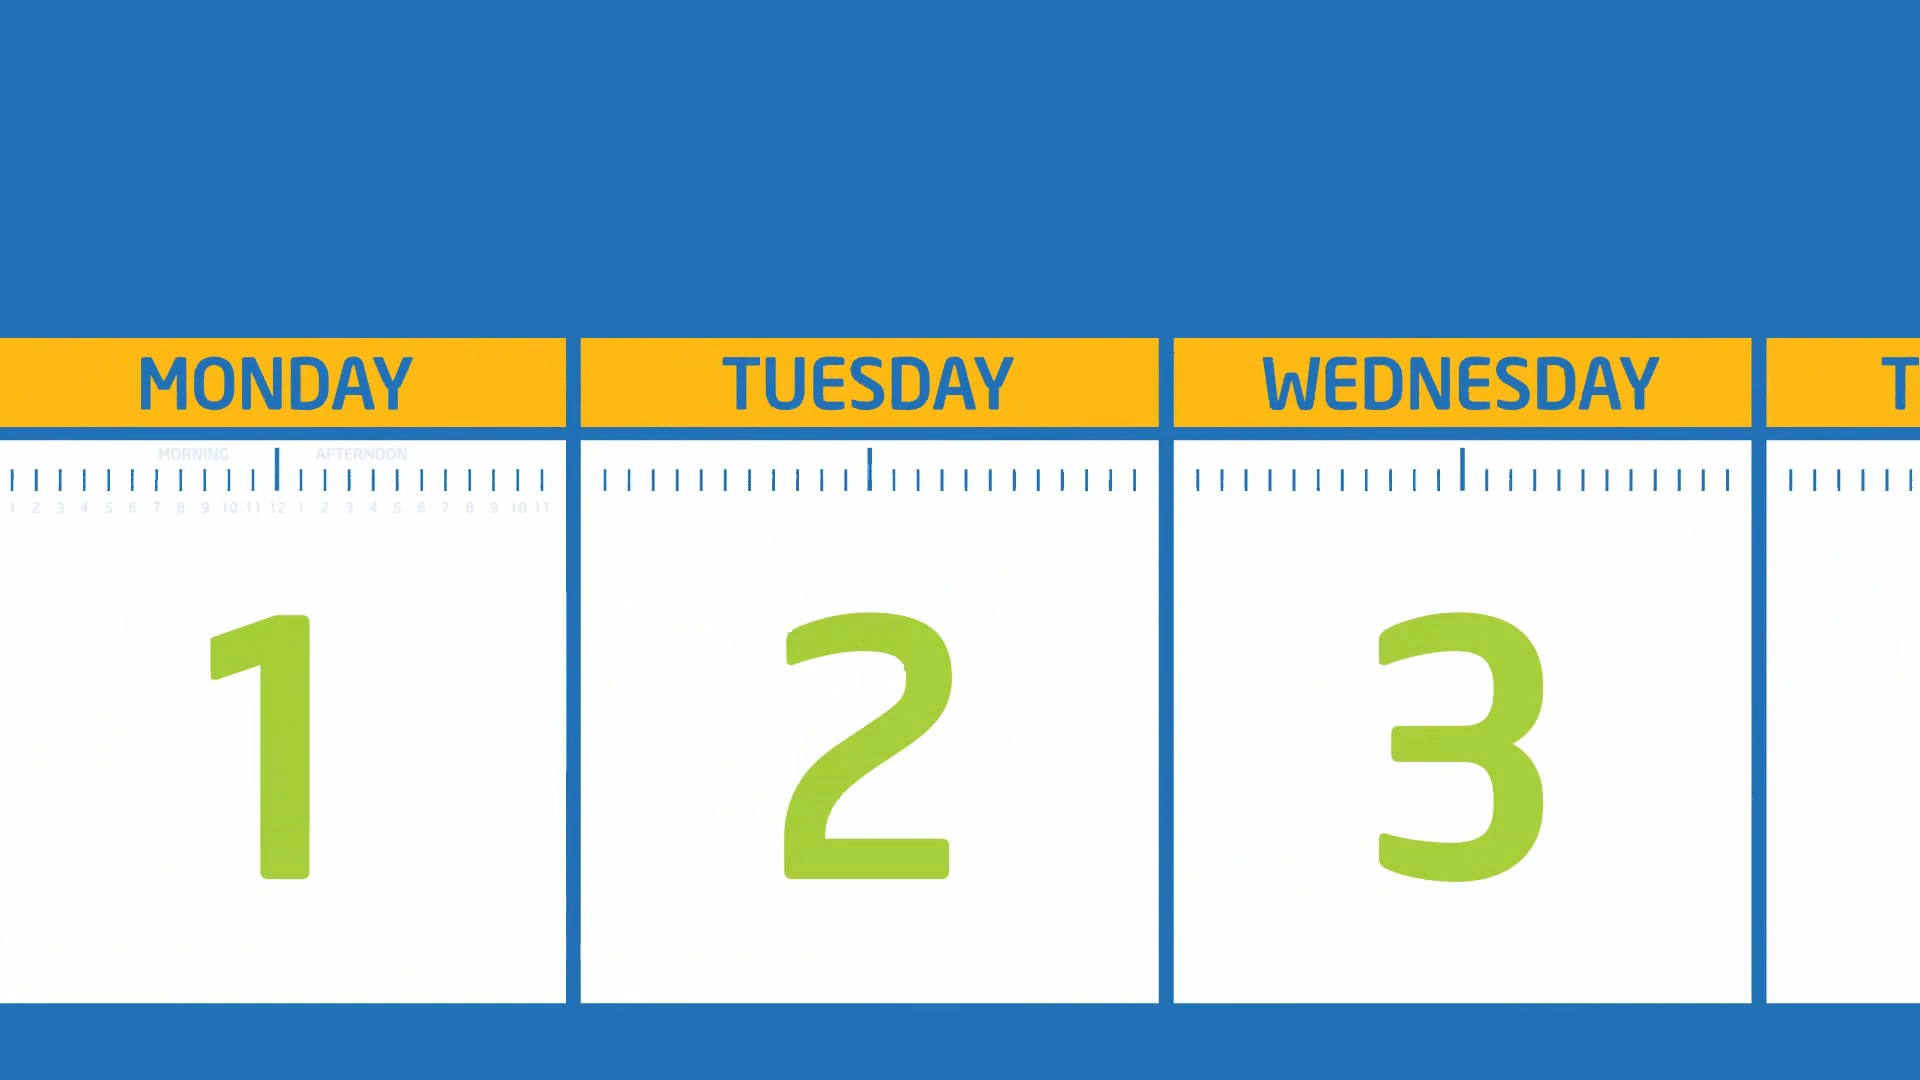 MONDAY TUESDAY WEDNESDAY T
MORNING AFTERNOON
1 2 3 4 5 6 7 8 9 10 11 12 1 2 3 4 5 6 7 8 9 10 11
1 2 3